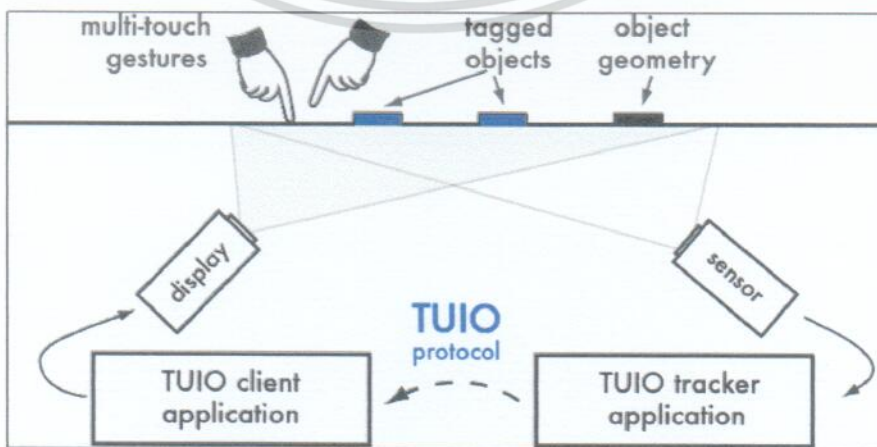 multi-touch
gestures
tagged
objects
object
geometry
display
sensor
TUIO
protocol
TUIO client
application
TUIO tracker
application